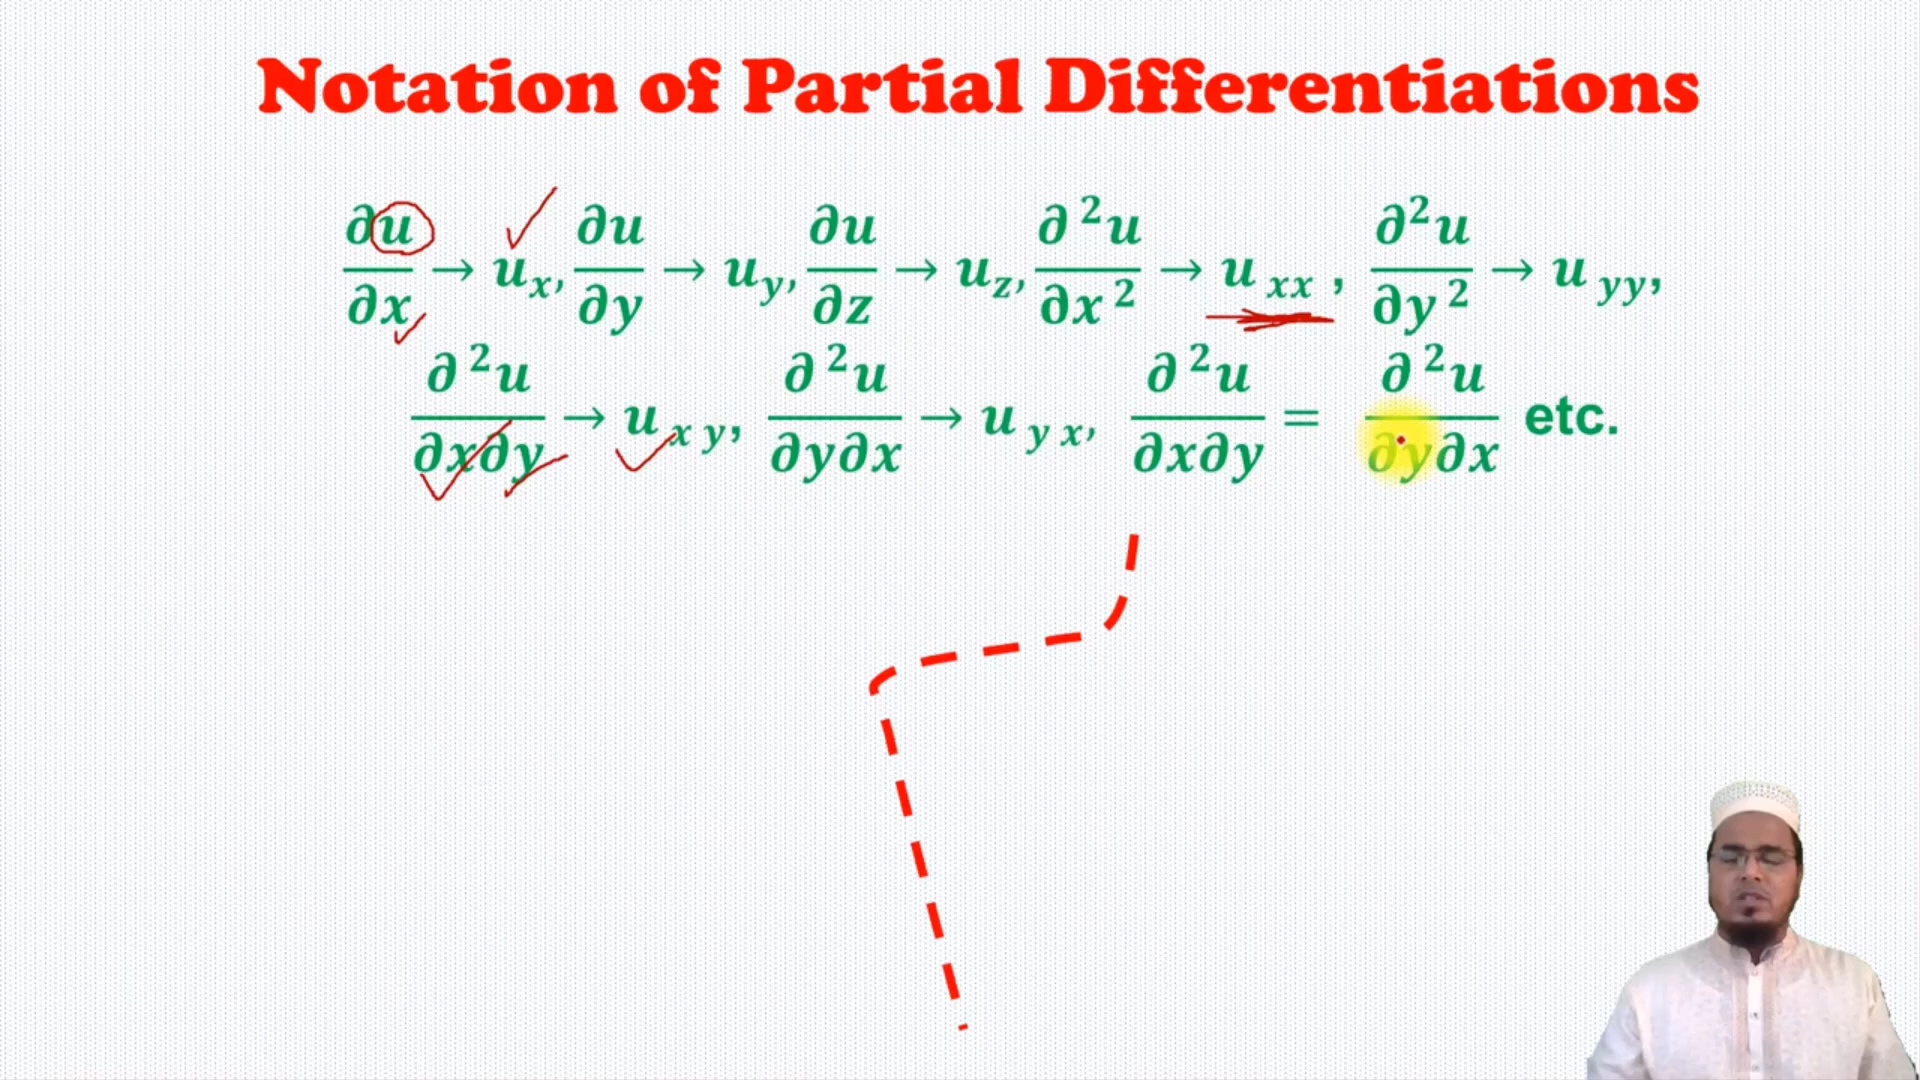 Notation of Partial Differentiations
∂u/∂x → u_x, ∂u/∂y → u_y, ∂u/∂z → u_z, ∂²u/∂x² → u_xx , ∂²u/∂y² → u_yy,
∂²u/∂x∂y → u_xy, ∂²u/∂y∂x → u_yx, ∂²u/∂x∂y = ∂²u/∂y∂x etc.